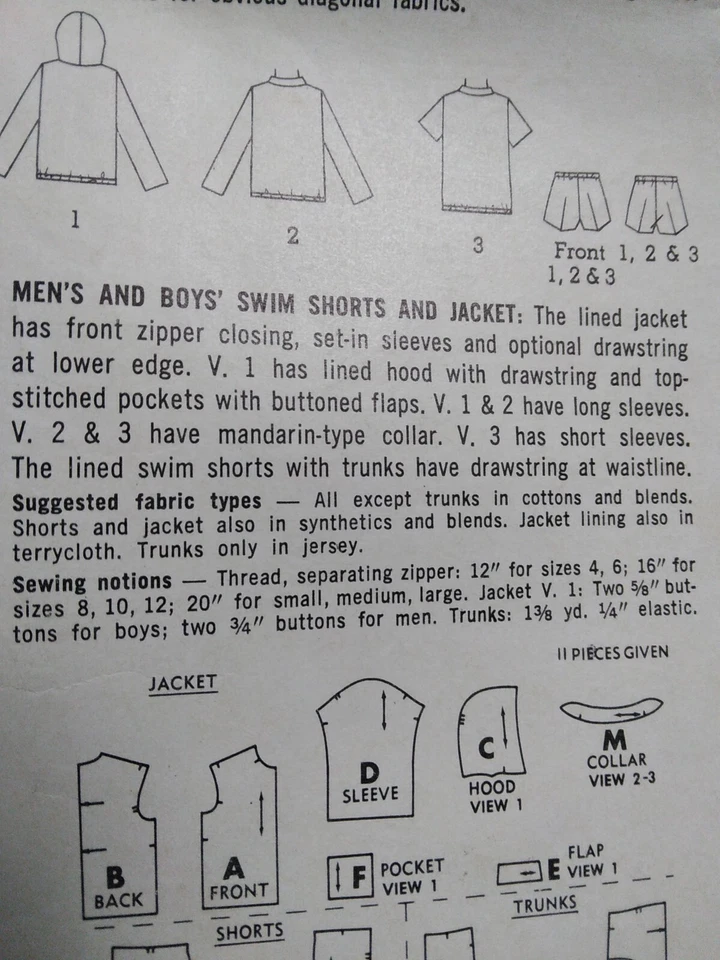 for obvious diagonal fabrics.
1
2
3
Front 1, 2 & 3
1, 2 & 3
MEN'S AND BOYS' SWIM SHORTS AND JACKET: The lined jacket
has front zipper closing, set-in sleeves and optional drawstring
at lower edge. V. 1 has lined hood with drawstring and top-
stitched pockets with buttoned flaps. V. 1 & 2 have long sleeves.
V. 2 & 3 have mandarin-type collar. V. 3 has short sleeves.
The lined swim shorts with trunks have drawstring at waistline.
Suggested fabric types — All except trunks in cottons and blends.
Shorts and jacket also in synthetics and blends. Jacket lining also in
terrycloth. Trunks only in jersey.
Sewing notions — Thread, separating zipper: 12" for sizes 4, 6; 16" for
sizes 8, 10, 12; 20" for small, medium, large. Jacket V. 1: Two 5/8" but-
tons for boys; two 3/4" buttons for men. Trunks: 1 3/8 yd. 1/4" elastic.
11 PIECES GIVEN
JACKET
D
SLEEVE
C
HOOD
VIEW 1
M
COLLAR
VIEW 2-3
B
BACK
A
FRONT
F
POCKET
VIEW 1
E
FLAP
VIEW 1
SHORTS
TRUNKS